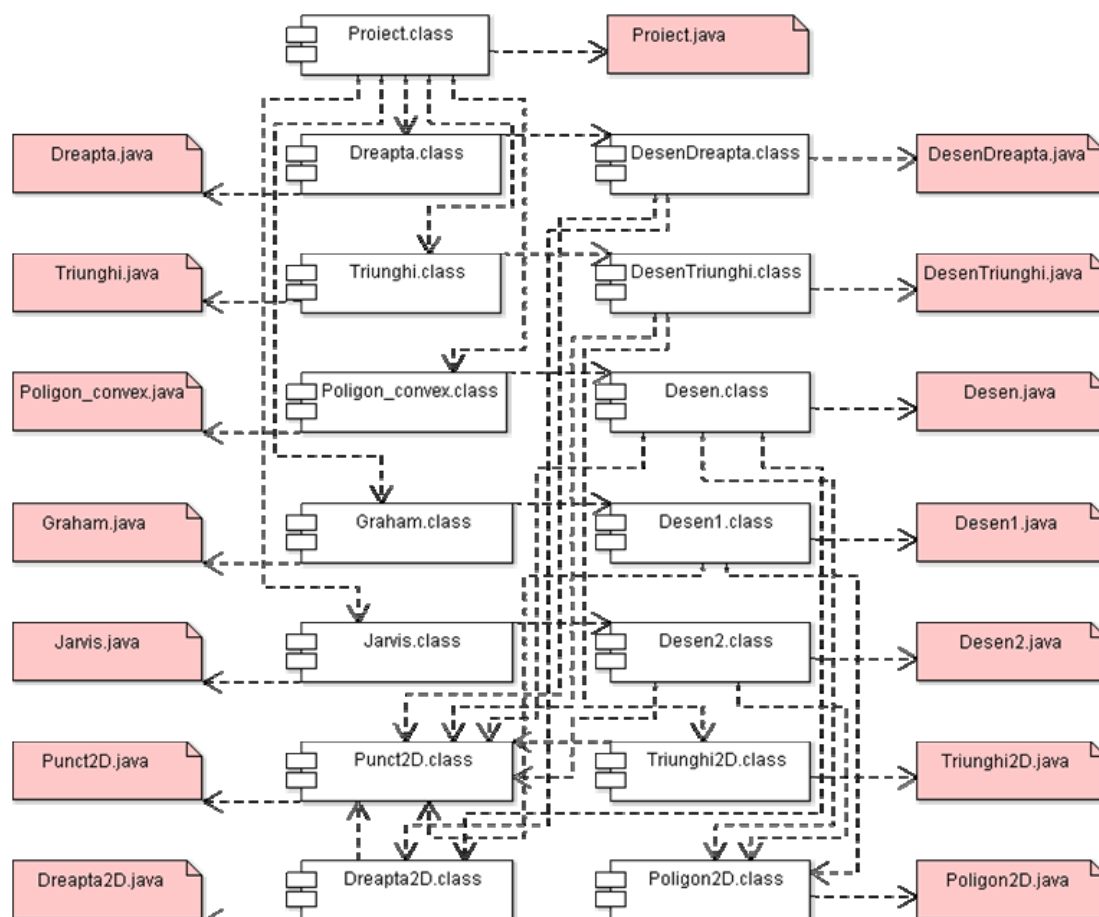 Proiect.class
Proiect.java
Dreapta.java
Dreapta.class
DesenDreapta.class
DesenDreapta.java
Triunghi.java
Triunghi.class
DesenTriunghi.class
DesenTriunghi.java
Poligon_convex.java
Poligon_convex.class
Desen.class
Desen.java
Graham.java
Graham.class
Desen1.class
Desen1.java
Jarvis.java
Jarvis.class
Desen2.class
Desen2.java
Punct2D.java
Punct2D.class
Triunghi2D.class
Triunghi2D.java
Dreapta2D.java
Dreapta2D.class
Poligon2D.class
Poligon2D.java